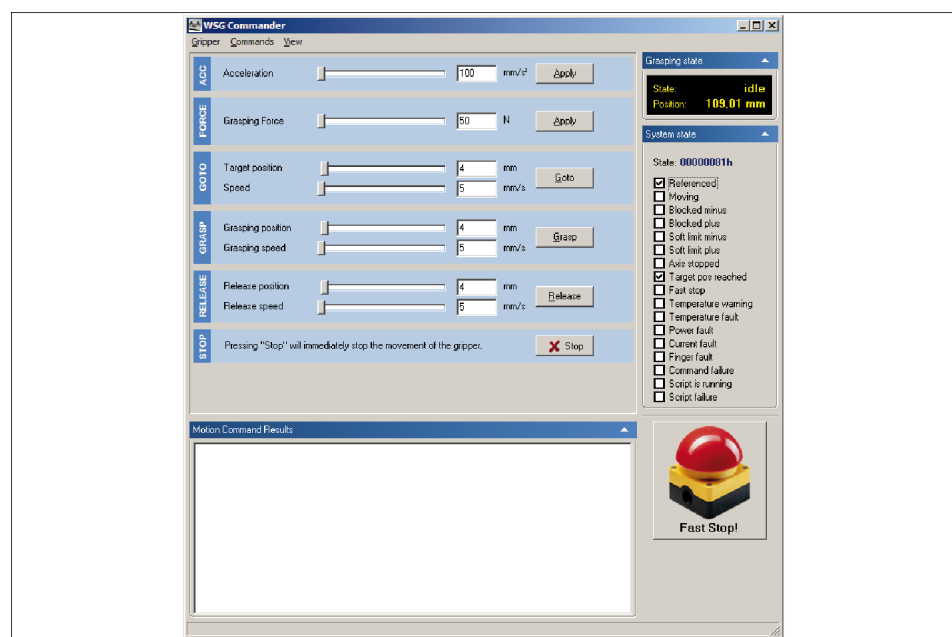 WSG Commander
Gripper Commands View
ACC
Acceleration 100 mm/s² Apply
FORCE
Grasping Force 50 N Apply
GOTO
Target position 4 mm
Speed 5 mm/s
Goto
GRASP
Grasping position 4 mm
Grasping speed 5 mm/s
Grasp
RELEASE
Release position 4 mm
Release speed 5 mm/s
Release
STOP
Pressing "Stop" will immediately stop the movement of the gripper. Stop
Motion Command Results
Grasping state
State: idle
Position: 109.01 mm
System state
State: 00000081h
Referenced
Moving
Blocked minus
Blocked plus
Soft limit minus
Soft limit plus
Axis stopped
Target pos reached
Fast stop
Temperature warning
Temperature fault
Power fault
Current fault
Finger fault
Command failure
Script is running
Script failure
Fast Stop!